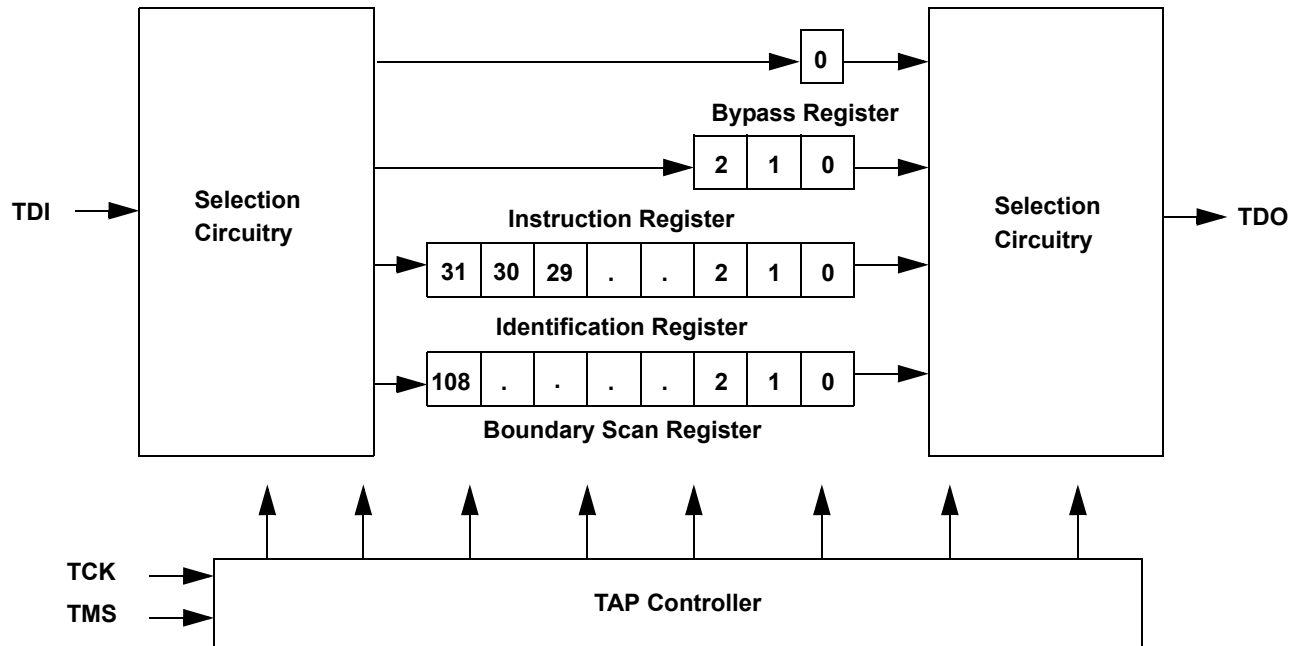 0
Bypass Register
2 1 0
TDI
Selection
Circuitry
Selection
Circuitry
TDO
Instruction Register
31 30 29 . . 2 1 0
Identification Register
108 . . . . 2 1 0
Boundary Scan Register
TCK
TMS
TAP Controller